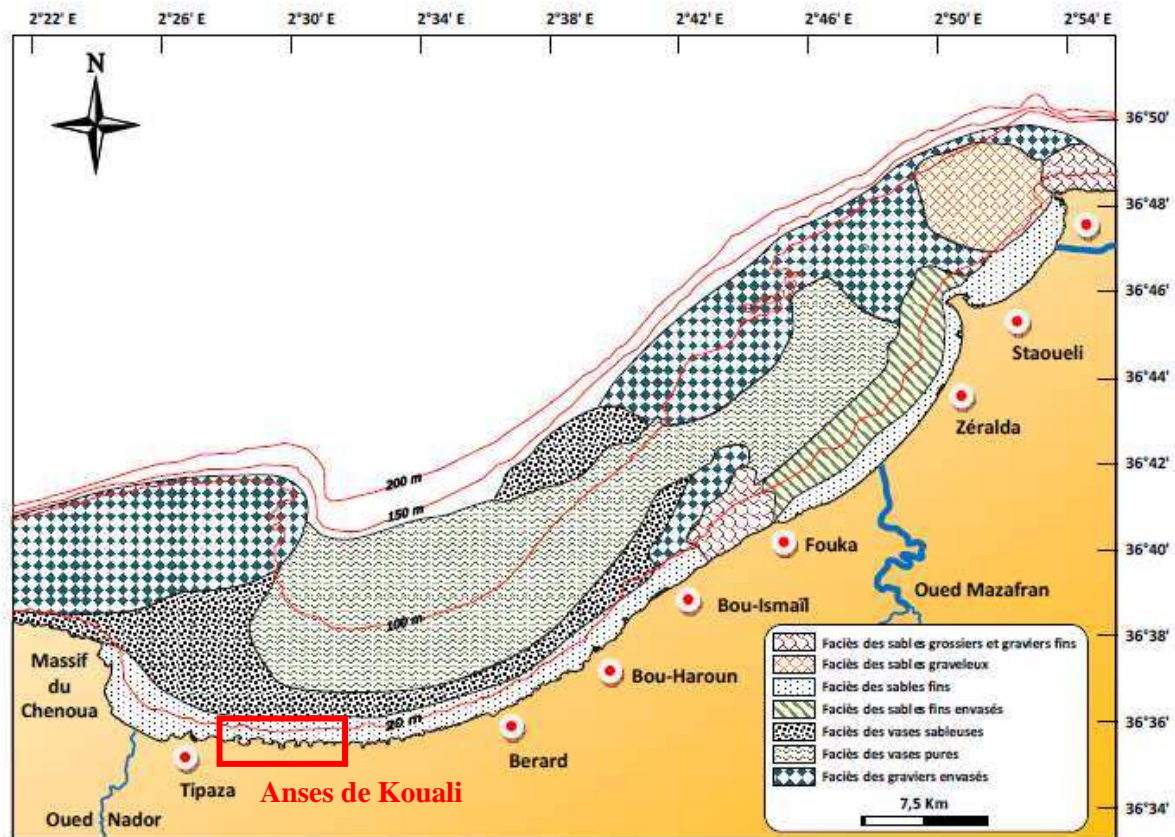 2°22' E 2°26' E 2°30' E 2°34' E 2°38' E 2°42' E 2°46' E 2°50' E 2°54' E
N
36°50'
36°48'
36°46'
Staoueli
36°44'
Zéralda
36°42'
200 m
150 m
36°40'
Fouka
Oued Mazafran
Bou-Ismaïl
100 m
36°38'
Massif
du
Chenoua
Bou-Haroun
36°36'
20 m
Berard
Tipaza
Anses de Kouali
Oued Nador
36°34'
Faciès des sables grossiers et graviers fins
Faciès des sables graveleux
Faciès des sables fins
Faciès des sables fins envasés
Faciès des vases sableuses
Faciès des vases pures
Faciès des graviers envasés
7,5 Km